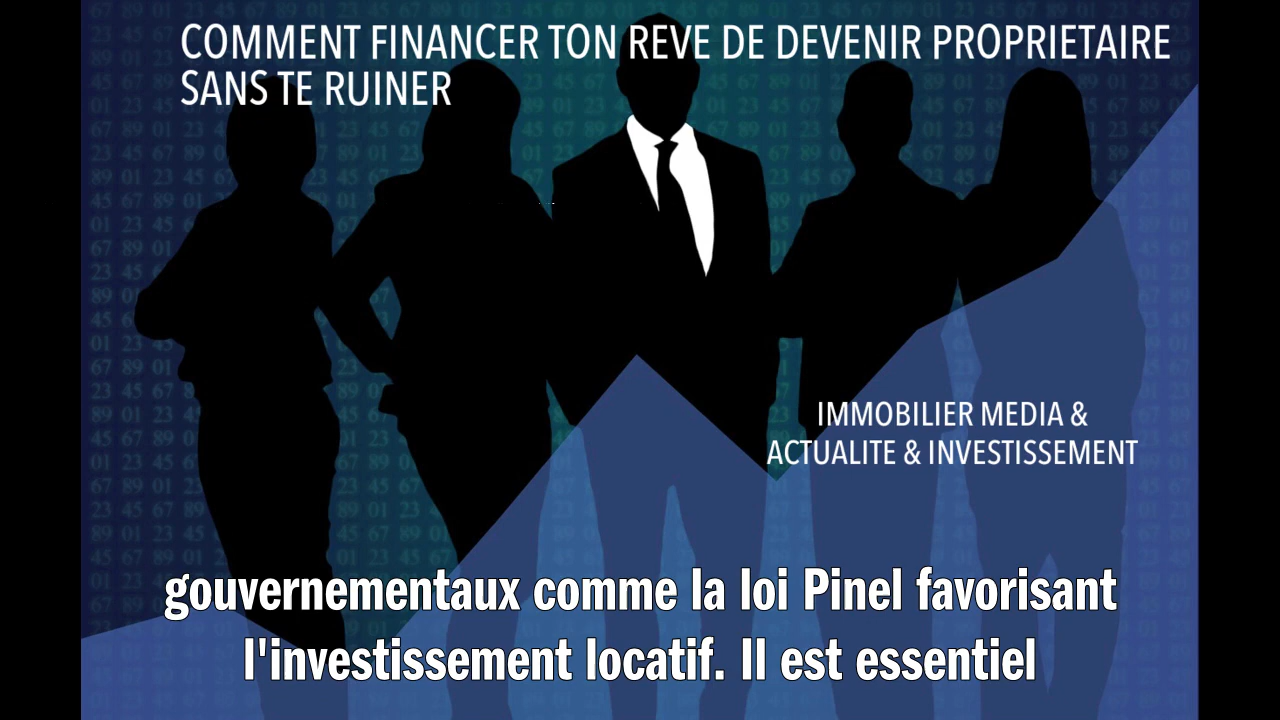 COMMENT FINANCER TON REVE DE DEVENIR PROPRIETAIRE
SANS TE RUINER
IMMOBILIER MEDIA &
ACTUALITE & INVESTISSEMENT
gouvernementaux comme la loi Pinel favorisant
l'investissement locatif. Il est essentiel